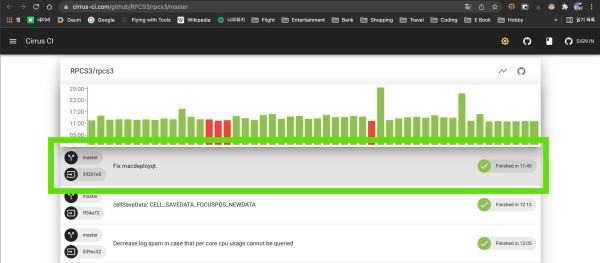 cirrus-ci.com/github/RPCS3/rpcs3/master
앱 네이버 Daum Google Flying with Tools Wikipedia 나무위키 Flight Entertainment Bank Shopping Travel Coding E Book Hobby » 읽기 목록
Cirrus CI SIGN IN
RPCS3/rpcs3
29:00
23:00
17:00
11:00
05:00
master
39201e0
Fix macdeployqt.
Finished in 11:45
master
ff54a73
cellSaveData: CELL_SAVEDATA_FOCUSPOS_NEWDATA
Finished in 12:13
master
939ac32
Decrease log spam in case that per core cpu usage cannot be queried
Finished in 12:05